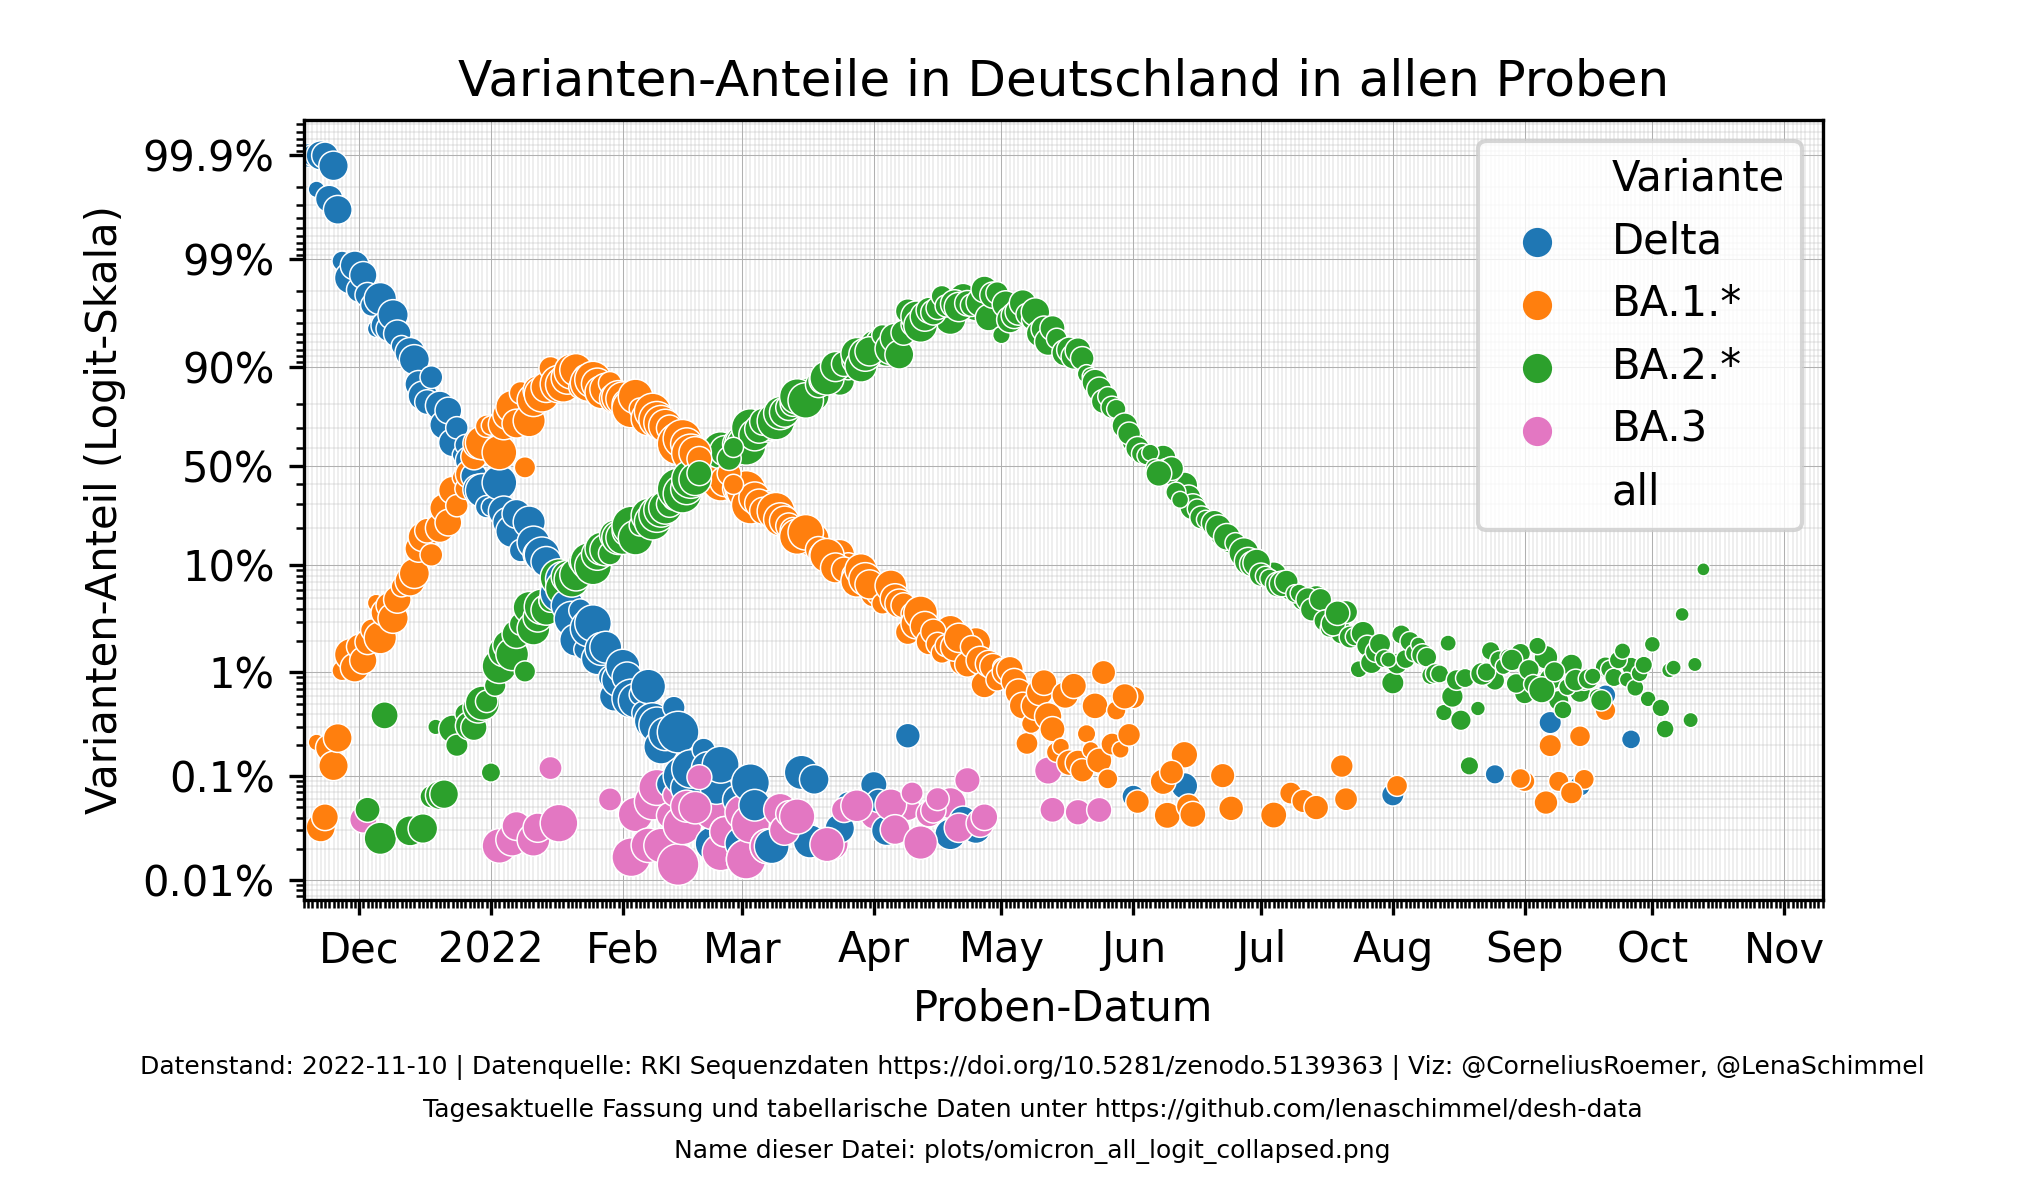 Varianten-Anteile in Deutschland in allen Proben
Varianten-Anteil (Logit-Skala)
99.9%
99%
90%
50%
10%
1%
0.1%
0.01%
Variante
Delta
BA.1.*
BA.2.*
BA.3
all
Dec 2022 Feb Mar Apr May Jun Jul Aug Sep Oct Nov
Proben-Datum
Datenstand: 2022-11-10 | Datenquelle: RKI Sequenzdaten https://doi.org/10.5281/zenodo.5139363 | Viz: @CorneliusRoemer, @LenaSchimmel
Tagesaktuelle Fassung und tabellarische Daten unter https://github.com/lenaschimmel/desh-data
Name dieser Datei: plots/omicron_all_logit_collapsed.png